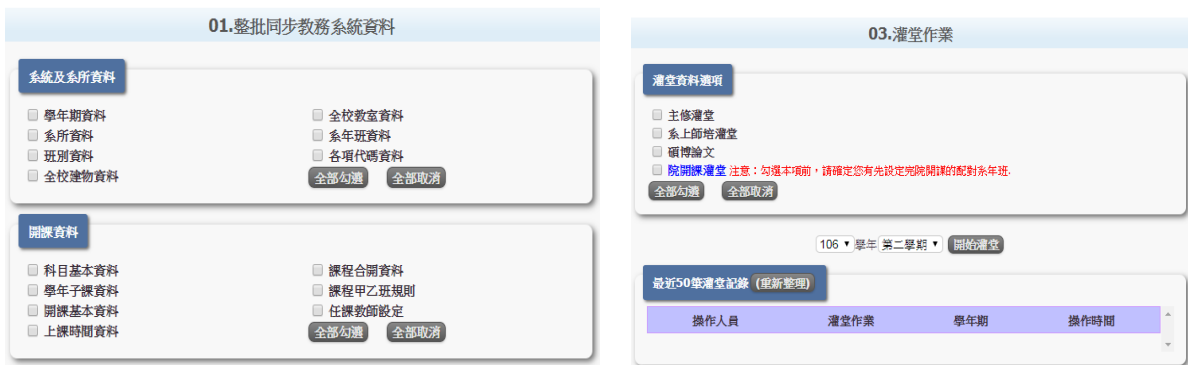 01.整批同步教務系統資料
系統及系所資料
學年期資料
全校教室資料
系所資料
系年班資料
班別資料
各項代碼資料
全校建物資料
全部勾選 全部取消
開課資料
科目基本資料
課程合開資料
學年子課資料
課程甲乙班規則
開課基本資料
任課教師設定
上課時間資料
全部勾選 全部取消
03.灌堂作業
灌堂資料選項
主修灌堂
系上師培灌堂
碩博論文
院開課灌堂 注意：勾選本項前，請確定您有先設定完院開課的配對系年班.
全部勾選 全部取消
106 學年 第二學期 開始灌堂
最近50筆灌堂記錄 (重新整理)
操作人員 灌堂作業 學年期 操作時間